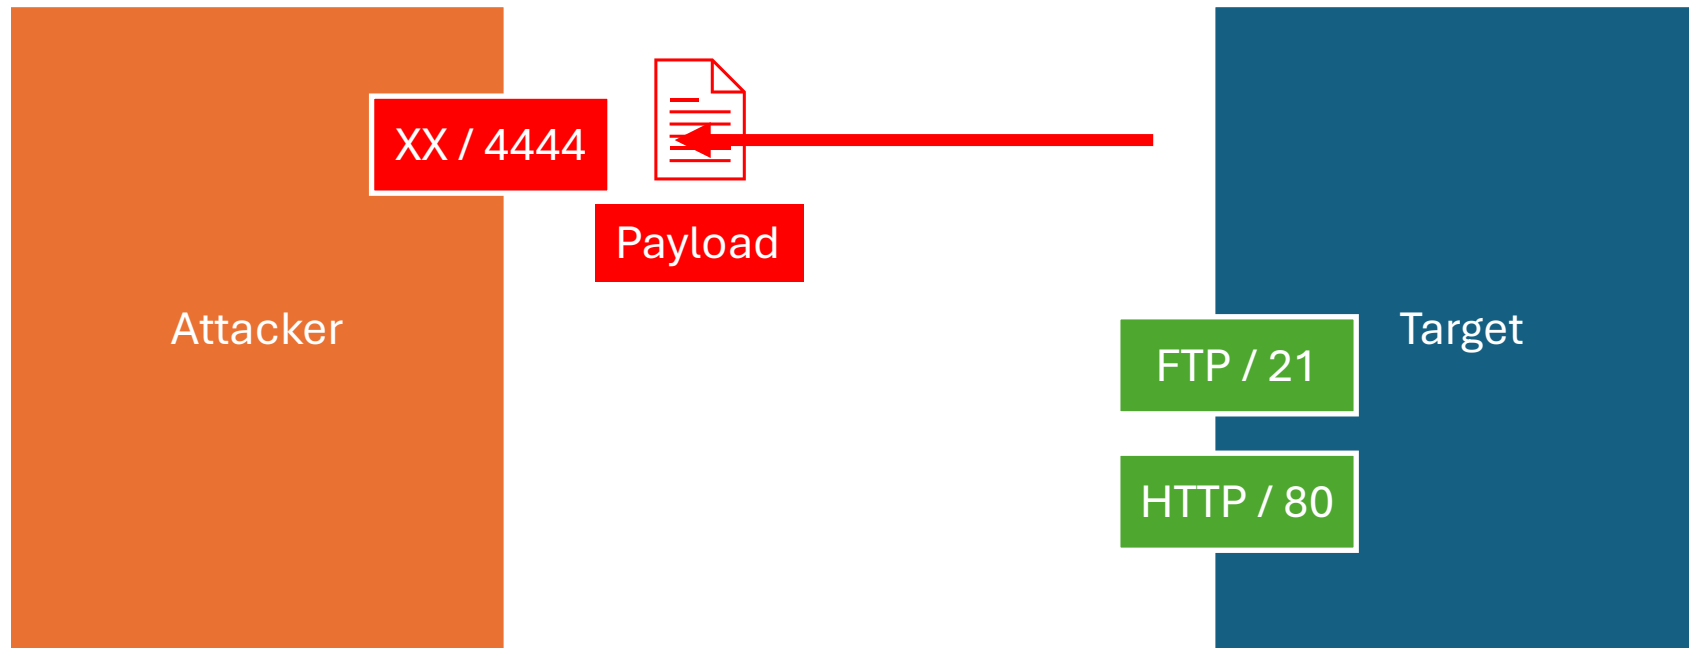 XX / 4444
Payload
Attacker
Target
FTP / 21
HTTP / 80